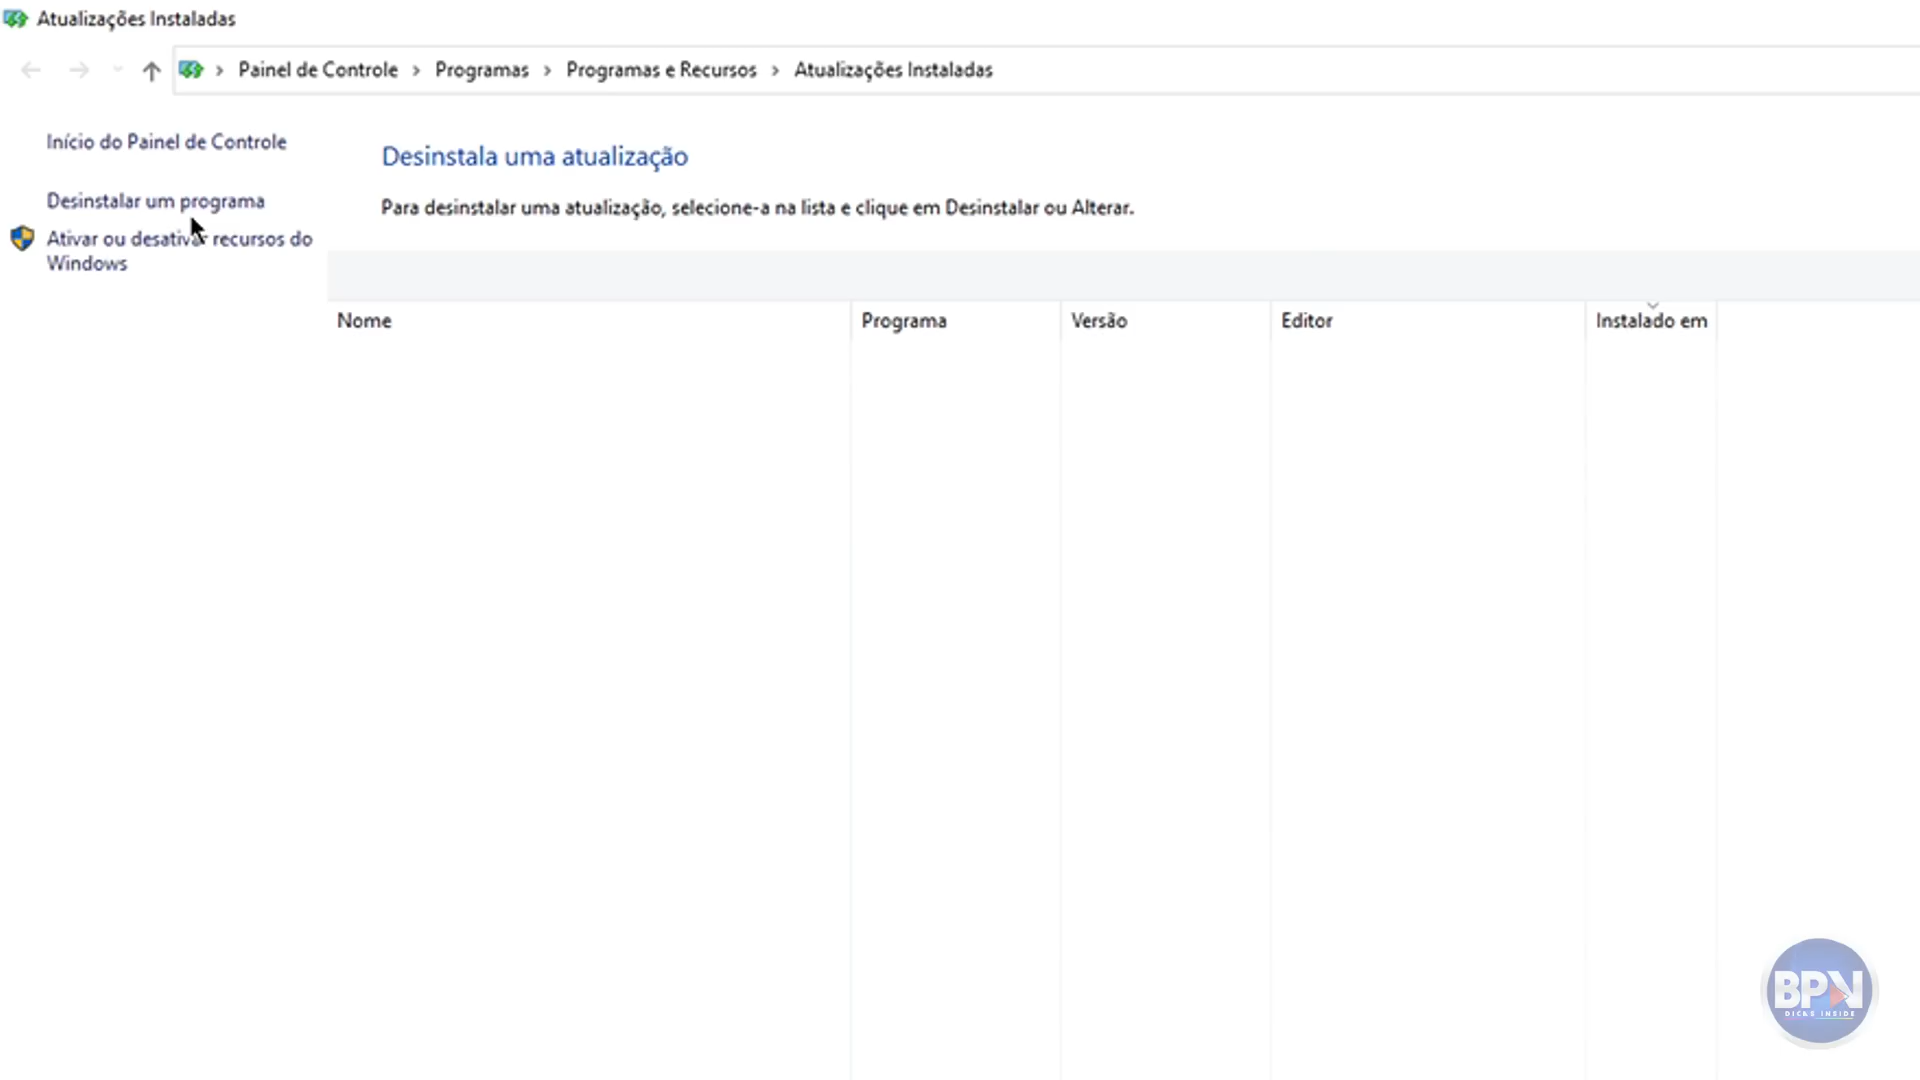 Atualizações Instaladas
Painel de Controle > Programas > Programas e Recursos > Atualizações Instaladas
Início do Painel de Controle
Desinstalar um programa
Ativar ou desativar recursos do
Windows
Desinstala uma atualização
Para desinstalar uma atualização, selecione-a na lista e clique em Desinstalar ou Alterar.
Nome Programa Versão Editor Instalado em
BPN
DICAS INSIDE